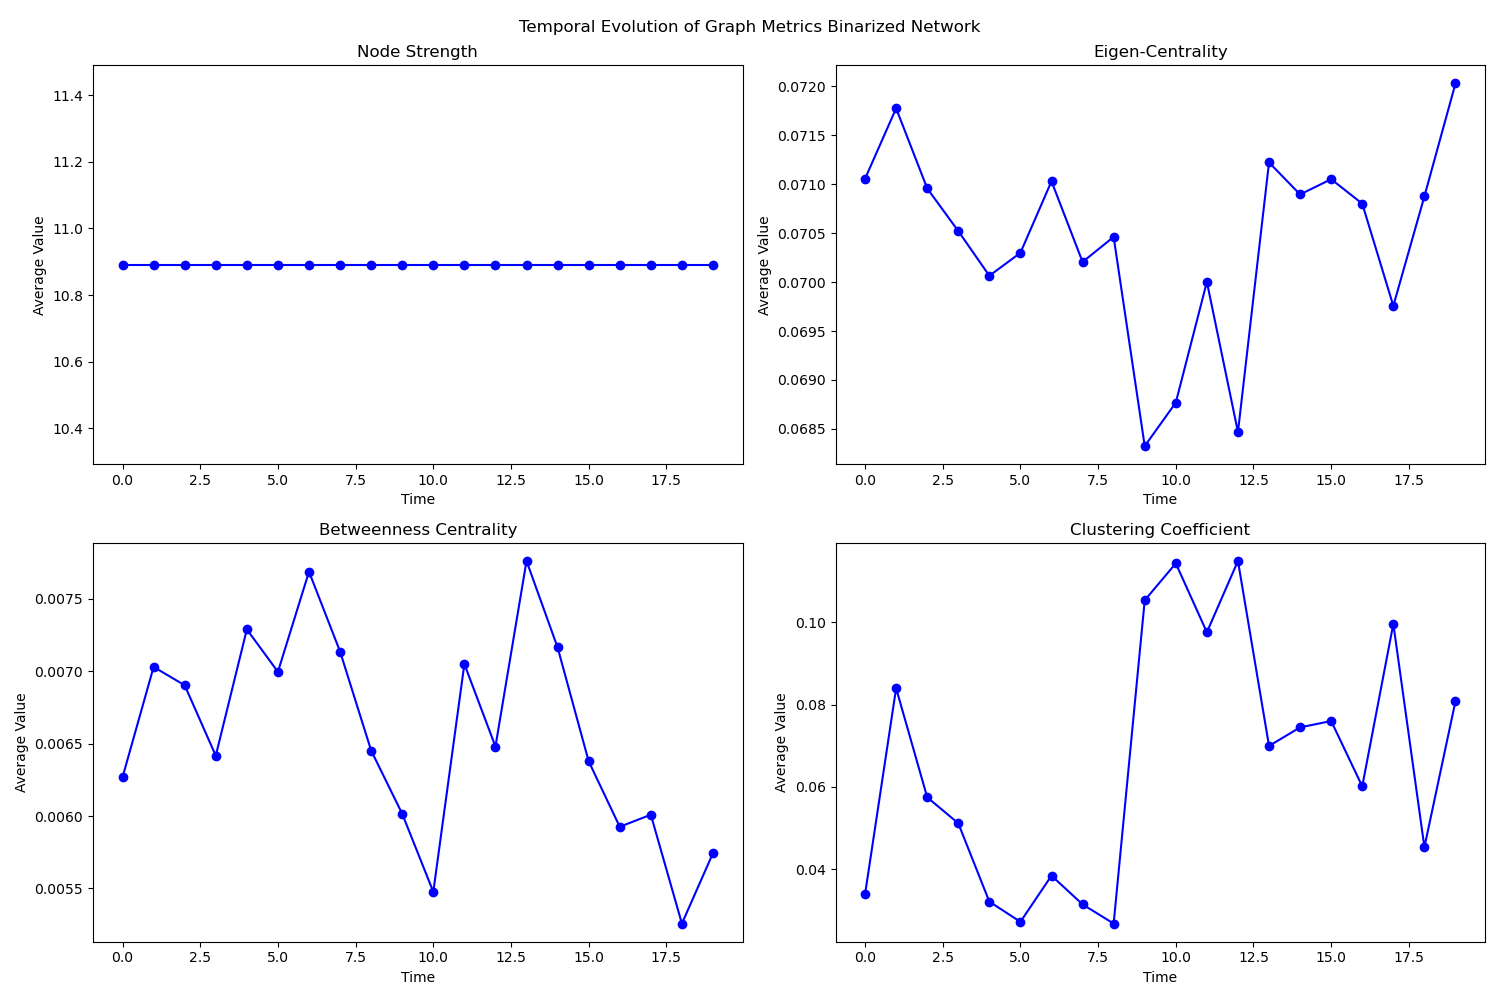 Temporal Evolution of Graph Metrics Binarized Network
Node Strength
11.4
11.2
11.0
10.8
10.6
10.4
Average Value
0.0 2.5 5.0 7.5 10.0 12.5 15.0 17.5
Time
Eigen-Centrality
0.0720
0.0715
0.0710
0.0705
0.0700
0.0695
0.0690
0.0685
Average Value
0.0 2.5 5.0 7.5 10.0 12.5 15.0 17.5
Time
Betweenness Centrality
0.0075
0.0070
0.0065
0.0060
0.0055
Average Value
0.0 2.5 5.0 7.5 10.0 12.5 15.0 17.5
Time
Clustering Coefficient
0.10
0.08
0.06
0.04
Average Value
0.0 2.5 5.0 7.5 10.0 12.5 15.0 17.5
Time